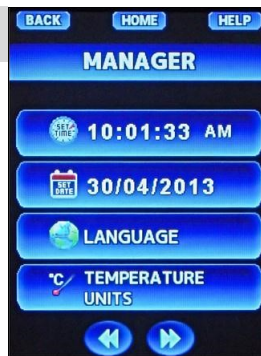 BACK HOME HELP
MANAGER
SET TIME 10:01:33 AM
SET DATE 30/04/2013
LANGUAGE
°C/ TEMPERATURE
UNITS